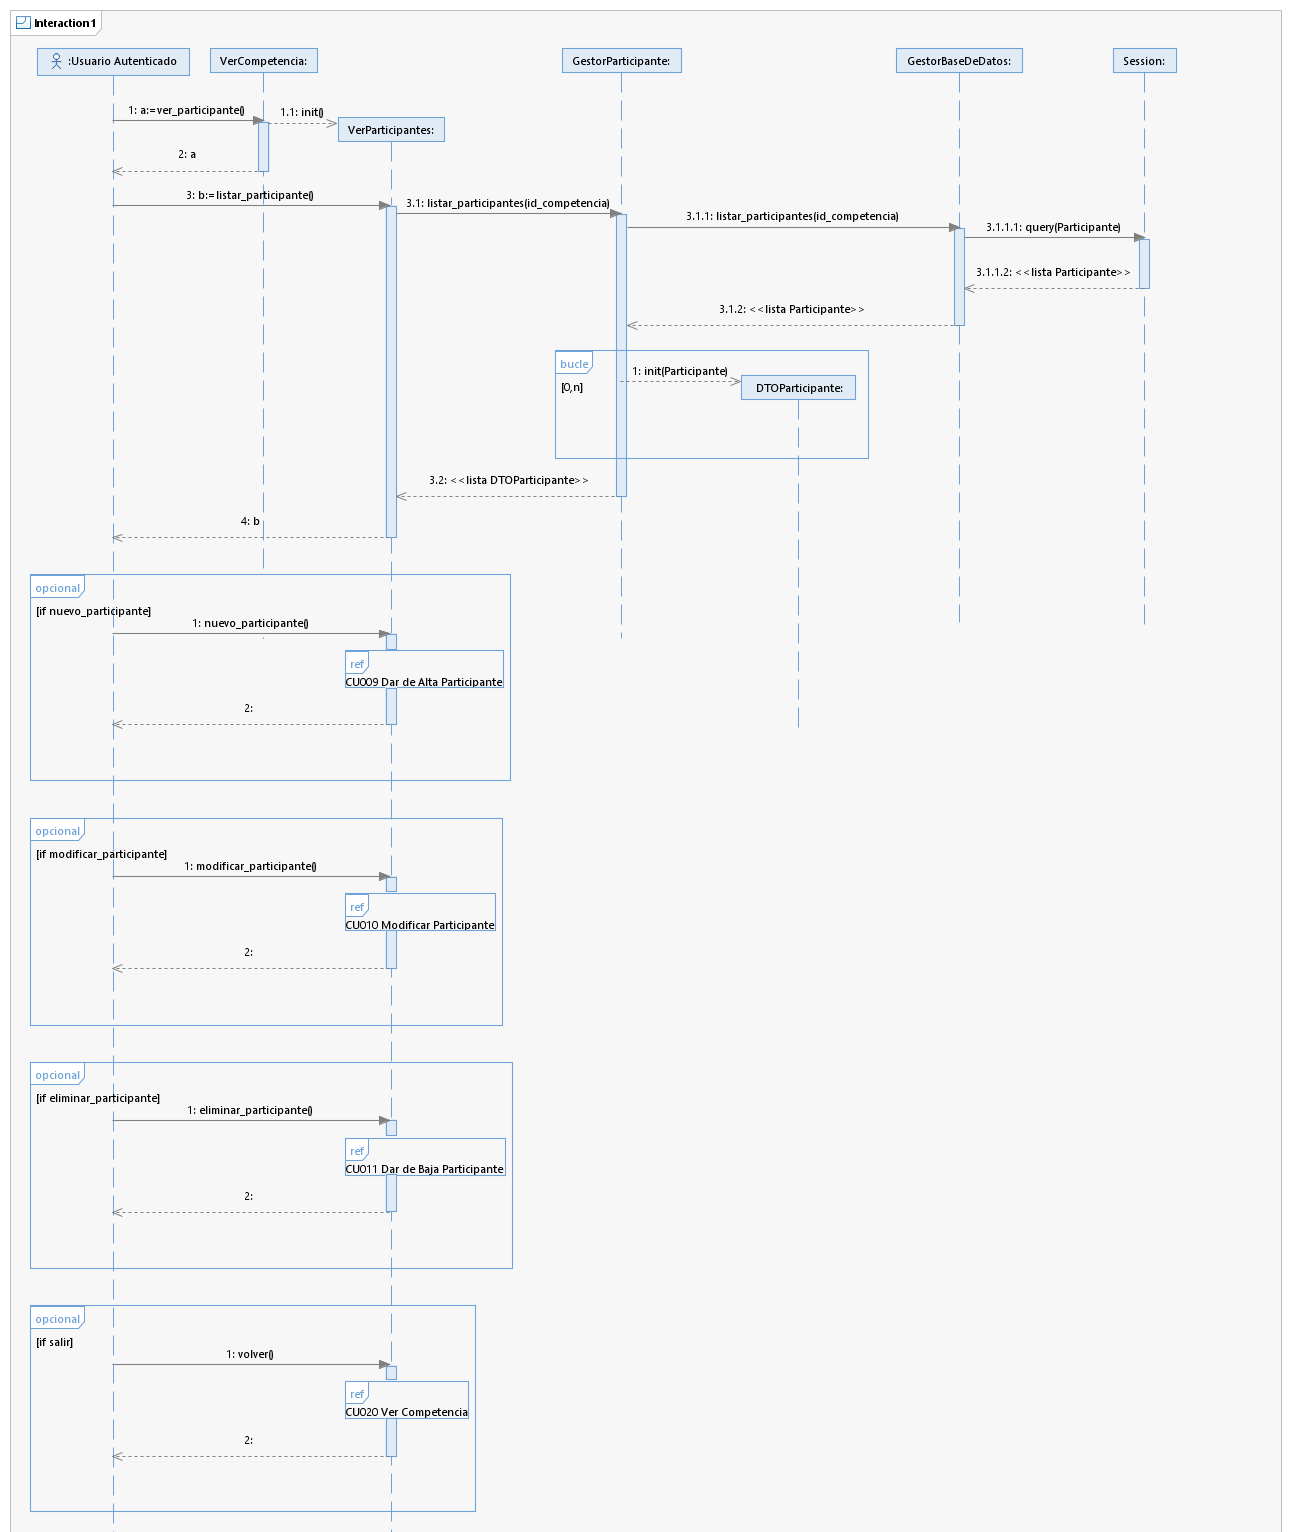 Interaction1
:Usuario Autenticado
VerCompetencia:
GestorParticipante:
GestorBaseDeDatos:
Session:
1: a:=ver_participante()
1.1: init()
VerParticipantes:
2: a
3: b:=listar_participante()
3.1: listar_participantes(id_competencia)
3.1.1: listar_participantes(id_competencia)
3.1.1.1: query(Participante)
3.1.1.2: <<lista Participante>>
3.1.2: <<lista Participante>>
bucle
1: init(Participante)
[0,n]
DTOParticipante:
3.2: <<lista DTOParticipante>>
4: b
opcional
[if nuevo_participante]
1: nuevo_participante()
ref
CU009 Dar de Alta Participante
2:
opcional
[if modificar_participante]
1: modificar_participante()
ref
CU010 Modificar Participante
2:
opcional
[if eliminar_participante]
1: eliminar_participante()
ref
CU011 Dar de Baja Participante
2:
opcional
[if salir]
1: volver()
ref
CU020 Ver Competencia
2: